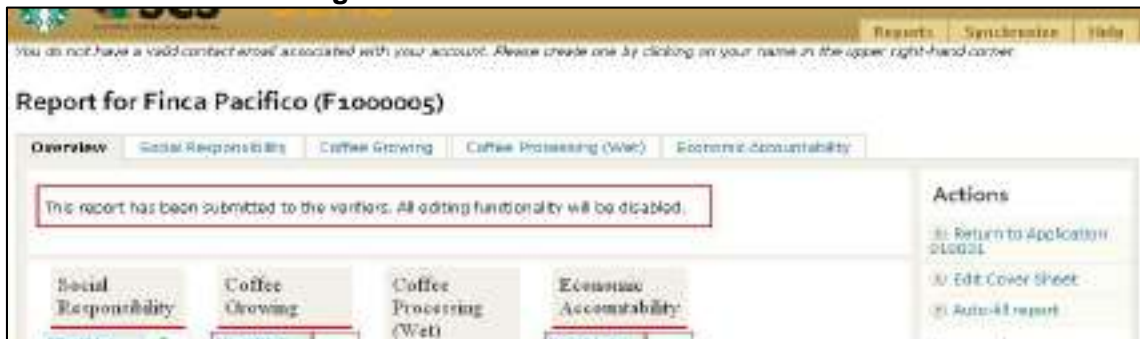 SCS
Reports Synchronize Help
You do not have a valid contact email associated with your account. Please create one by clicking on your name in the upper right-hand corner
Report for Finca Pacifico (F1000005)
Overview Social Responsibility Coffee Growing Coffee Processing (Wet) Economic Accountability
This report has been submitted to the verifiers. All editing functionality will be disabled.
Actions
Return to Application
Edit Cover Sheet
Auto-fill report
Social Responsibility
Coffee Growing
Coffee Processing (Wet)
Economic Accountability